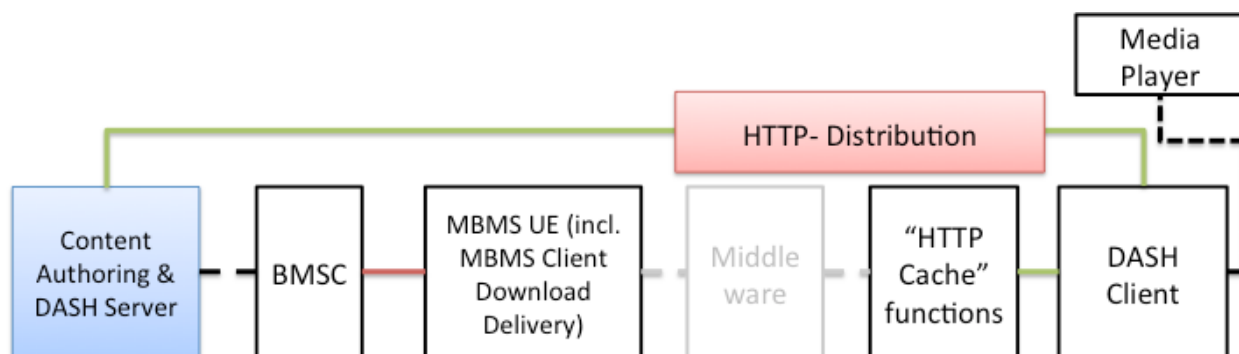 Media
Player
HTTP- Distribution
Content
Authoring &
DASH Server
BMSC
MBMS UE (incl.
MBMS Client
Download
Delivery)
Middle
ware
“HTTP
Cache”
functions
DASH
Client